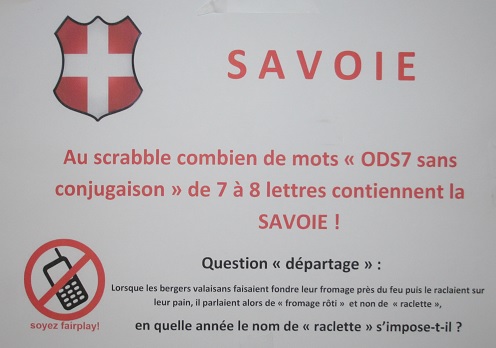 SAVOIE
Au scrabble combien de mots « ODS7 sans
conjugaison » de 7 à 8 lettres contiennent la
SAVOIE !
Question « départage » :
Lorsque les bergers valaisans faisaient fondre leur fromage près du feu puis le raclaient sur
leur pain, il parlaient alors de « fromage rôti » et non de « raclette »,
en quelle année le nom de « raclette » s'impose-t-il ?
soyez fairplay!